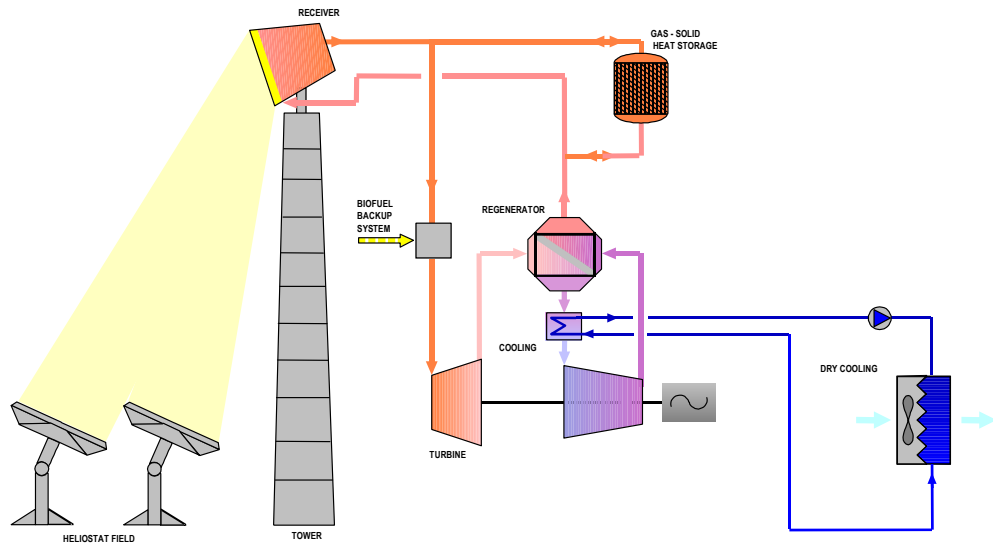 RECEIVER
GAS - SOLID
HEAT STORAGE
BIOFUEL
BACKUP
SYSTEM
REGENERATOR
COOLING
DRY COOLING
TURBINE
HELIOSTAT FIELD
TOWER